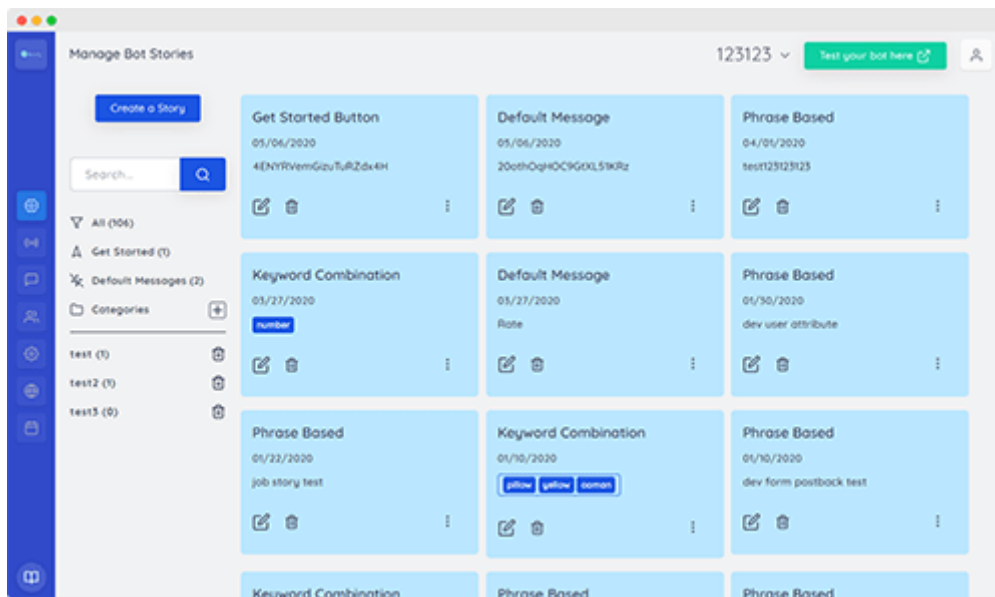 Manage Bot Stories
123123
Test your bot here
Create a Story
Search...
All (106)
Get Started (1)
Default Messages (2)
Categories
test (1)
test2 (1)
test3 (0)
Get Started Button
05/06/2020
Default Message
05/06/2020
Phrase Based
04/01/2020
test123123123
Keyword Combination
03/27/2020
number
Default Message
03/27/2020
Rate
Phrase Based
01/30/2020
dev user attribute
Phrase Based
01/22/2020
job story test
Keyword Combination
01/10/2020
pillow yellow ooman
Phrase Based
01/10/2020
dev form postback test
Keyword Combination
Phrase Based
Phrase Based